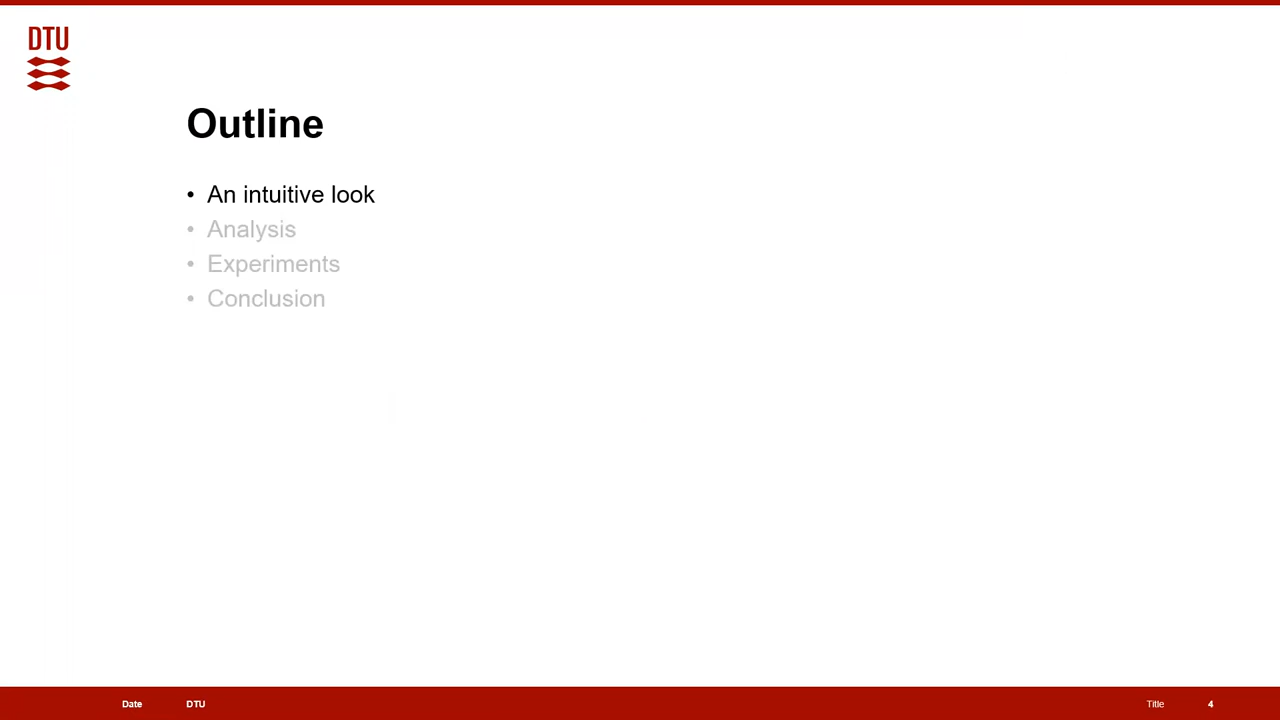 DTU
Outline
• An intuitive look
• Analysis
• Experiments
• Conclusion
Date DTU Title 4